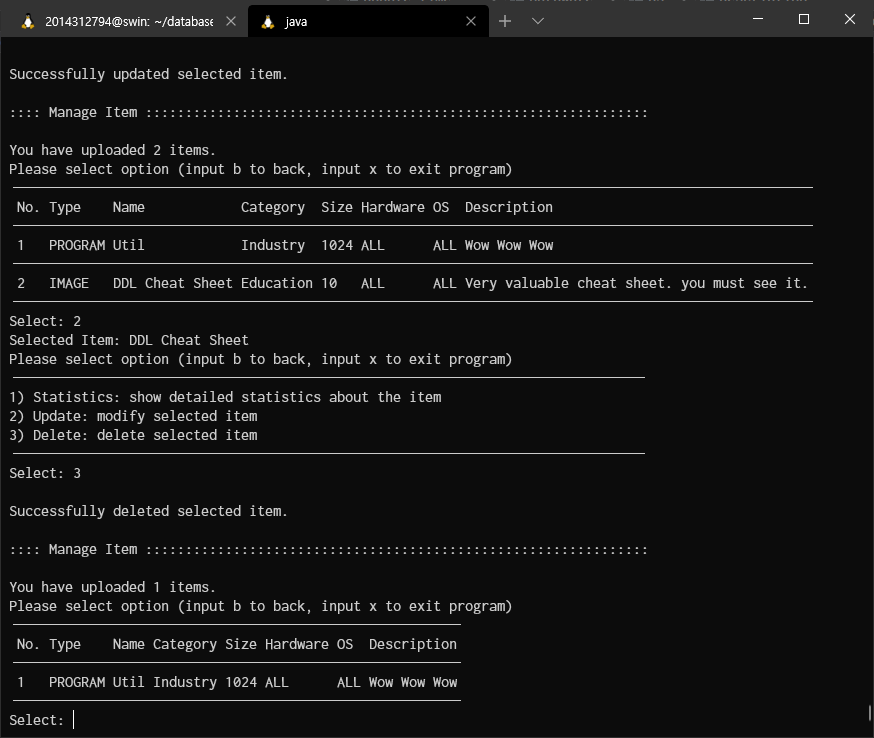 2014312794@swin: ~/database
java
Successfully updated selected item.
:::: Manage Item :::::::::::::::::::::::::::::::::::::::::::::::::::::::::::::::
You have uploaded 2 items.
Please select option (input b to back, input x to exit program)
No. Type Name Category Size Hardware OS Description
1 PROGRAM Util Industry 1024 ALL ALL Wow Wow Wow
2 IMAGE DDL Cheat Sheet Education 10 ALL ALL Very valuable cheat sheet. you must see it.
Select: 2
Selected Item: DDL Cheat Sheet
Please select option (input b to back, input x to exit program)
1) Statistics: show detailed statistics about the item
2) Update: modify selected item
3) Delete: delete selected item
Select: 3
Successfully deleted selected item.
:::: Manage Item :::::::::::::::::::::::::::::::::::::::::::::::::::::::::::::::
You have uploaded 1 items.
Please select option (input b to back, input x to exit program)
No. Type Name Category Size Hardware OS Description
1 PROGRAM Util Industry 1024 ALL ALL Wow Wow Wow
Select: